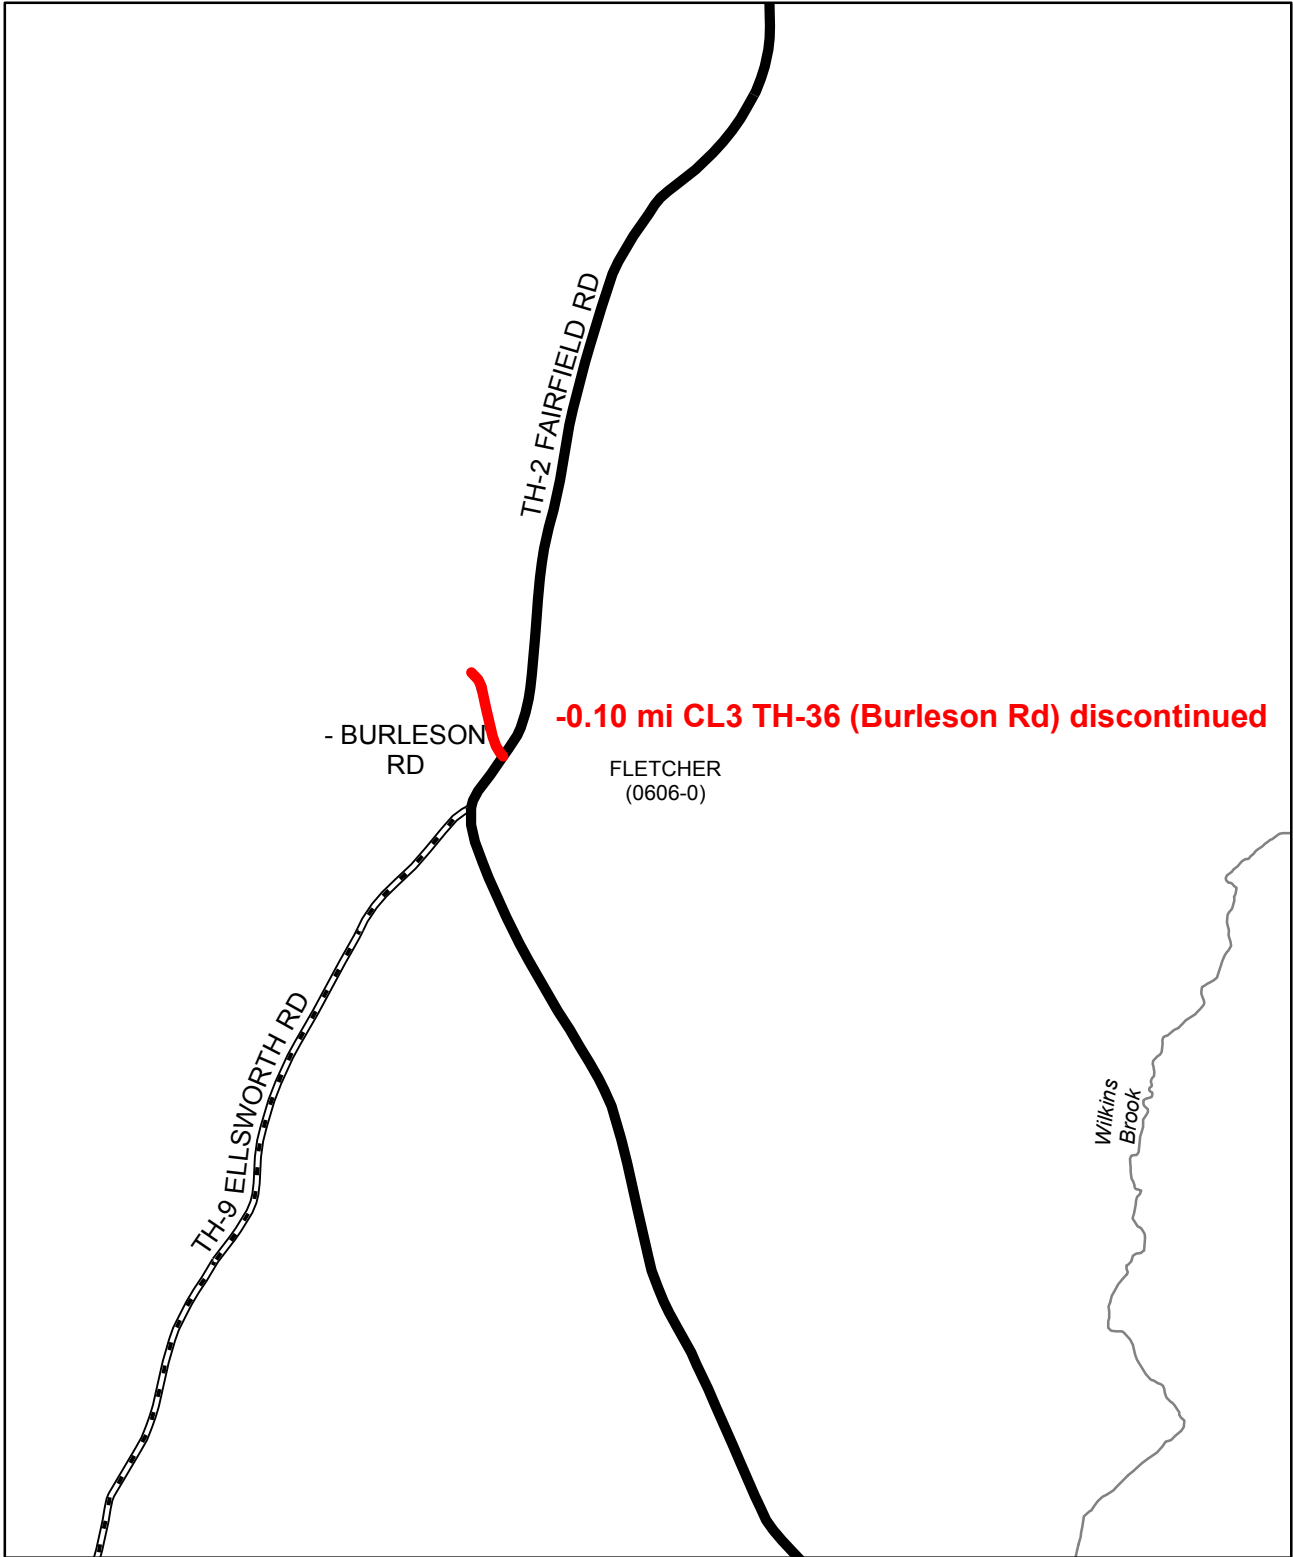 TH-2 FAIRFIELD RD
-0.10 mi CL3 TH-36 (Burleson Rd) discontinued
- BURLESON
RD
FLETCHER
(0606-0)
TH-9 ELLSWORTH RD
Wilkins
Brook